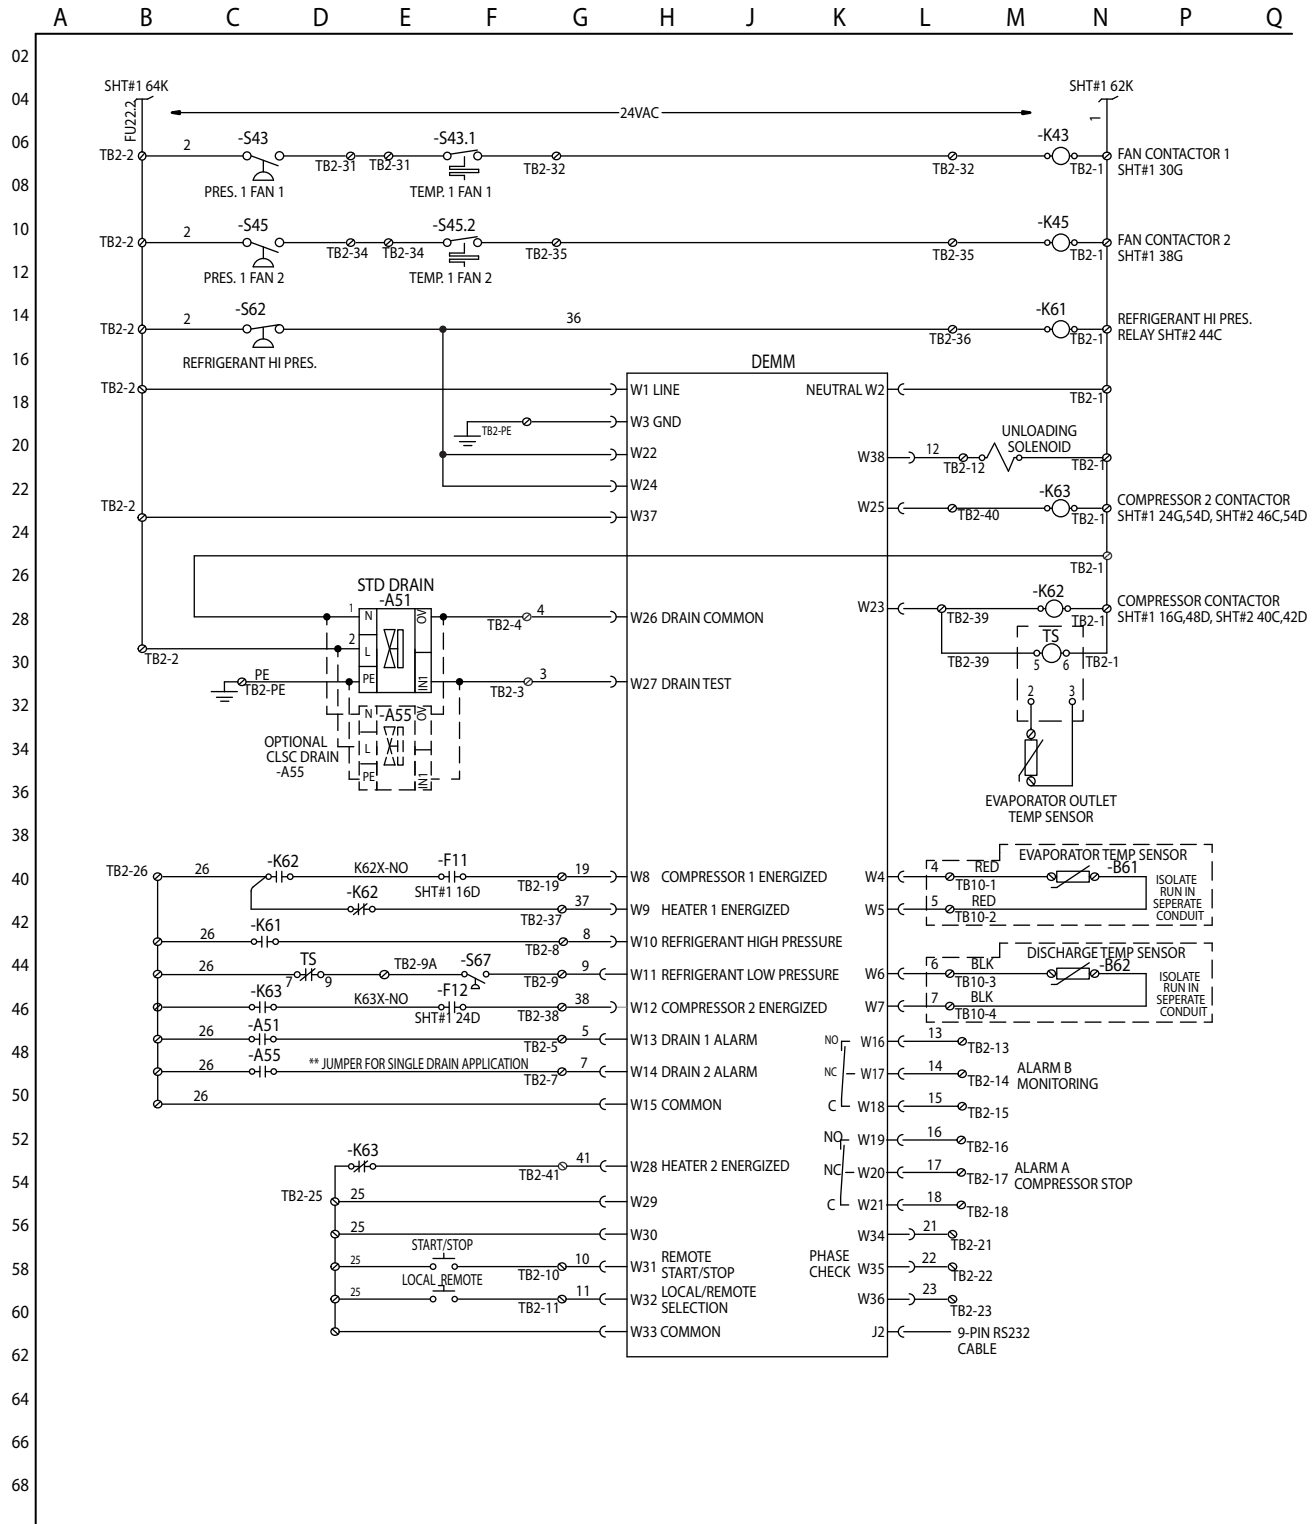 A B C D E F G H J K L M N P Q
02
SHT#1 64K SHT#1 62K
04
FU22.2 24VAC 1
06 TB2-2 2 -S43 TB2-31 TB2-31 -S43.1 TB2-32 TB2-32 -K43 TB2-1 FAN CONTACTOR 1
SHT#1 30G
08 PRES. 1 FAN 1 TEMP. 1 FAN 1
10 TB2-2 2 -S45 TB2-34 TB2-34 -S45.2 TB2-35 TB2-35 -K45 TB2-1 FAN CONTACTOR 2
SHT#1 38G
12 PRES. 1 FAN 2 TEMP. 1 FAN 2
14 TB2-2 2 -S62 36 TB2-36 -K61 TB2-1 REFRIGERANT HI PRES.
RELAY SHT#2 44C
16 REFRIGERANT HI PRES. DEMM
TB2-2 W1 LINE NEUTRAL W2 TB2-1
18
TB2-PE W3 GND
20 W22 W38 12 TB2-12 UNLOADING
SOLENOID TB2-1
22 W24
TB2-2 W37 W25 TB2-40 -K63 TB2-1 COMPRESSOR 2 CONTACTOR
SHT#1 24G,54D, SHT#2 46C,54D
24
TB2-1
26
STD DRAIN
-A51
28 1 N OV 4 TB2-4 W26 DRAIN COMMON W23 TB2-39 -K62 TB2-1 COMPRESSOR CONTACTOR
SHT#1 16G,48D, SHT#2 40C,42D
30 TB2-2 2 L TB2-39 TS 5 6 TB2-1
PE TB2-PE PE IN1 3 TB2-3 W27 DRAIN TEST 2 3
32
N -A55 OV
34 OPTIONAL
CLSC DRAIN
-A55
L
PE IN1
36 EVAPORATOR OUTLET
TEMP SENSOR
38
EVAPORATOR TEMP SENSOR
40 TB2-26 26 -K62 K62X-NO -F11 SHT#1 16D TB2-19 19 W8 COMPRESSOR 1 ENERGIZED W4 4 TB10-1 RED -B61
-K62 TB2-37 37 W9 HEATER 1 ENERGIZED W5 5 TB10-2 RED
ISOLATE
RUN IN
SEPERATE
CONDUIT
42
26 -K61 TB2-8 8 W10 REFRIGERANT HIGH PRESSURE
DISCHARGE TEMP SENSOR
44 26 TS 7 9 TB2-9A -S67 TB2-9 9 W11 REFRIGERANT LOW PRESSURE W6 6 TB10-3 BLK -B62
46 26 -K63 K63X-NO -F12 SHT#1 24D TB2-38 38 W12 COMPRESSOR 2 ENERGIZED W7 7 TB10-4 BLK
ISOLATE
RUN IN
SEPERATE
CONDUIT
26 -A51 TB2-5 5 W13 DRAIN 1 ALARM NO W16 13 TB2-13
48
26 -A55 ** JUMPER FOR SINGLE DRAIN APPLICATION TB2-7 7 W14 DRAIN 2 ALARM NC W17 14 TB2-14 ALARM B
MONITORING
50 26 W15 COMMON C W18 15 TB2-15
52 NO W19 16 TB2-16
-K63 TB2-41 41 W28 HEATER 2 ENERGIZED NC W20 17 TB2-17 ALARM A
COMPRESSOR STOP
54
TB2-25 25 W29 C W21 18 TB2-18
56 25 W30 W34 21 TB2-21
58 25 START/STOP TB2-10 10 W31 REMOTE
START/STOP
PHASE
CHECK W35 22 TB2-22
60 25 LOCAL REMOTE TB2-11 11 W32 LOCAL/REMOTE
SELECTION
W36 23 TB2-23
W33 COMMON J2 9-PIN RS232
CABLE
62
64
66
68